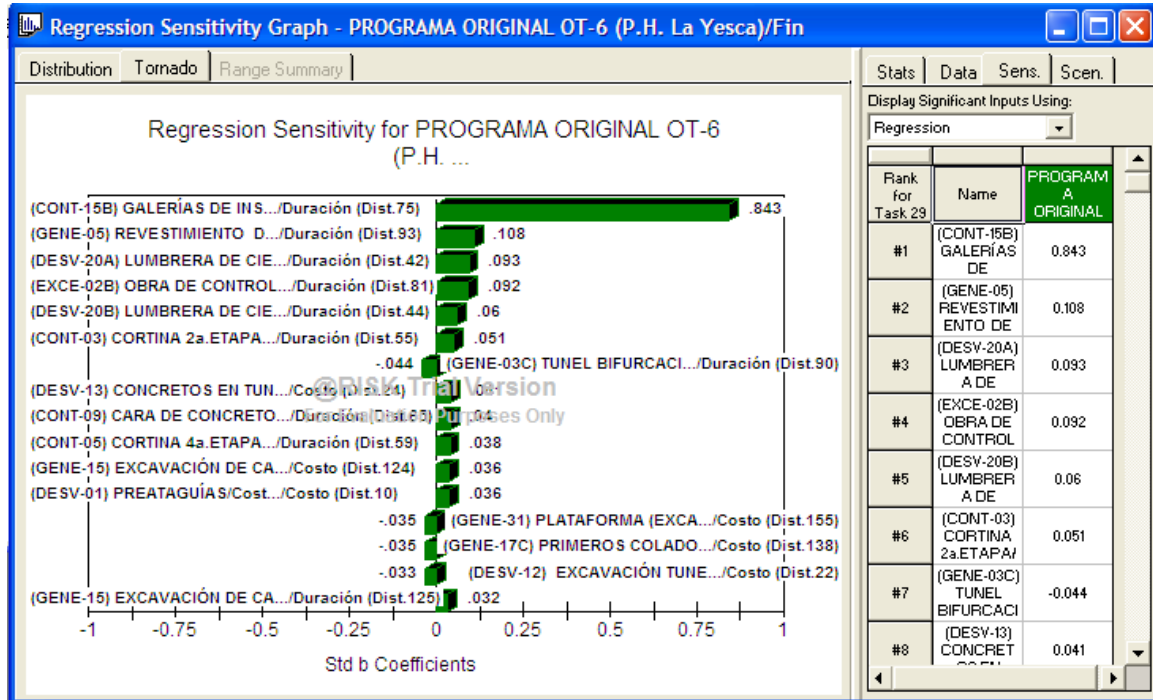 Regression Sensitivity Graph - PROGRAMA ORIGINAL OT-6 (P.H. La Yesca)/Fin
Distribution Tornado Range Summary
Regression Sensitivity for PROGRAMA ORIGINAL OT-6
(P.H. ...
(CONT-15B) GALERÍAS DE INS.../Duración (Dist.75) .843
(GENE-05) REVESTIMIENTO D.../Duración (Dist.93) .108
(DESV-20A) LUMBRERA DE CIE.../Duración (Dist.42) .093
(EXCE-02B) OBRA DE CONTROL.../Duración (Dist.81) .092
(DESV-20B) LUMBRERA DE CIE.../Duración (Dist.44) .06
(CONT-03) CORTINA 2a.ETAPA.../Duración (Dist.55) .051
-.044 (GENE-03C) TUNEL BIFURCACI.../Duración (Dist.90)
(DESV-13) CONCRETOS EN TUN.../Costo (Dist.24) .041
@RISK Trial Version
For Evaluation Purposes Only
(CONT-09) CARA DE CONCRETO.../Duración (Dist.65) .04
(CONT-05) CORTINA 4a.ETAPA.../Duración (Dist.59) .038
(GENE-15) EXCAVACIÓN DE CA.../Costo (Dist.124) .036
(DESV-01) PREATAGUÍAS/Cost.../Costo (Dist.10) .036
-.035 (GENE-31) PLATAFORMA (EXCA.../Costo (Dist.155)
-.035 (GENE-17C) PRIMEROS COLADO.../Costo (Dist.138)
-.033 (DESV-12) EXCAVACIÓN TUNE.../Costo (Dist.22)
(GENE-15) EXCAVACIÓN DE CA.../Duración (Dist.125) .032
-1 -0.75 -0.5 -0.25 0 0.25 0.5 0.75 1
Std b Coefficients
Stats Data Sens. Scen.
Display Significant Inputs Using:
Regression
Rank
for
Task 29
Name
PROGRAM
A
ORIGINAL
#1
(CONT-15B)
GALERÍAS
DE
0.843
#2
(GENE-05)
REVESTIMI
ENTO DE
0.108
#3
(DESV-20A)
LUMBRER
A DE
0.093
#4
(EXCE-02B)
OBRA DE
CONTROL
0.092
#5
(DESV-20B)
LUMBRER
A DE
0.06
#6
(CONT-03)
CORTINA
2a.ETAPA/
0.051
#7
(GENE-03C)
TUNEL
BIFURCACI
-0.044
#8
(DESV-13)
CONCRET
0.041